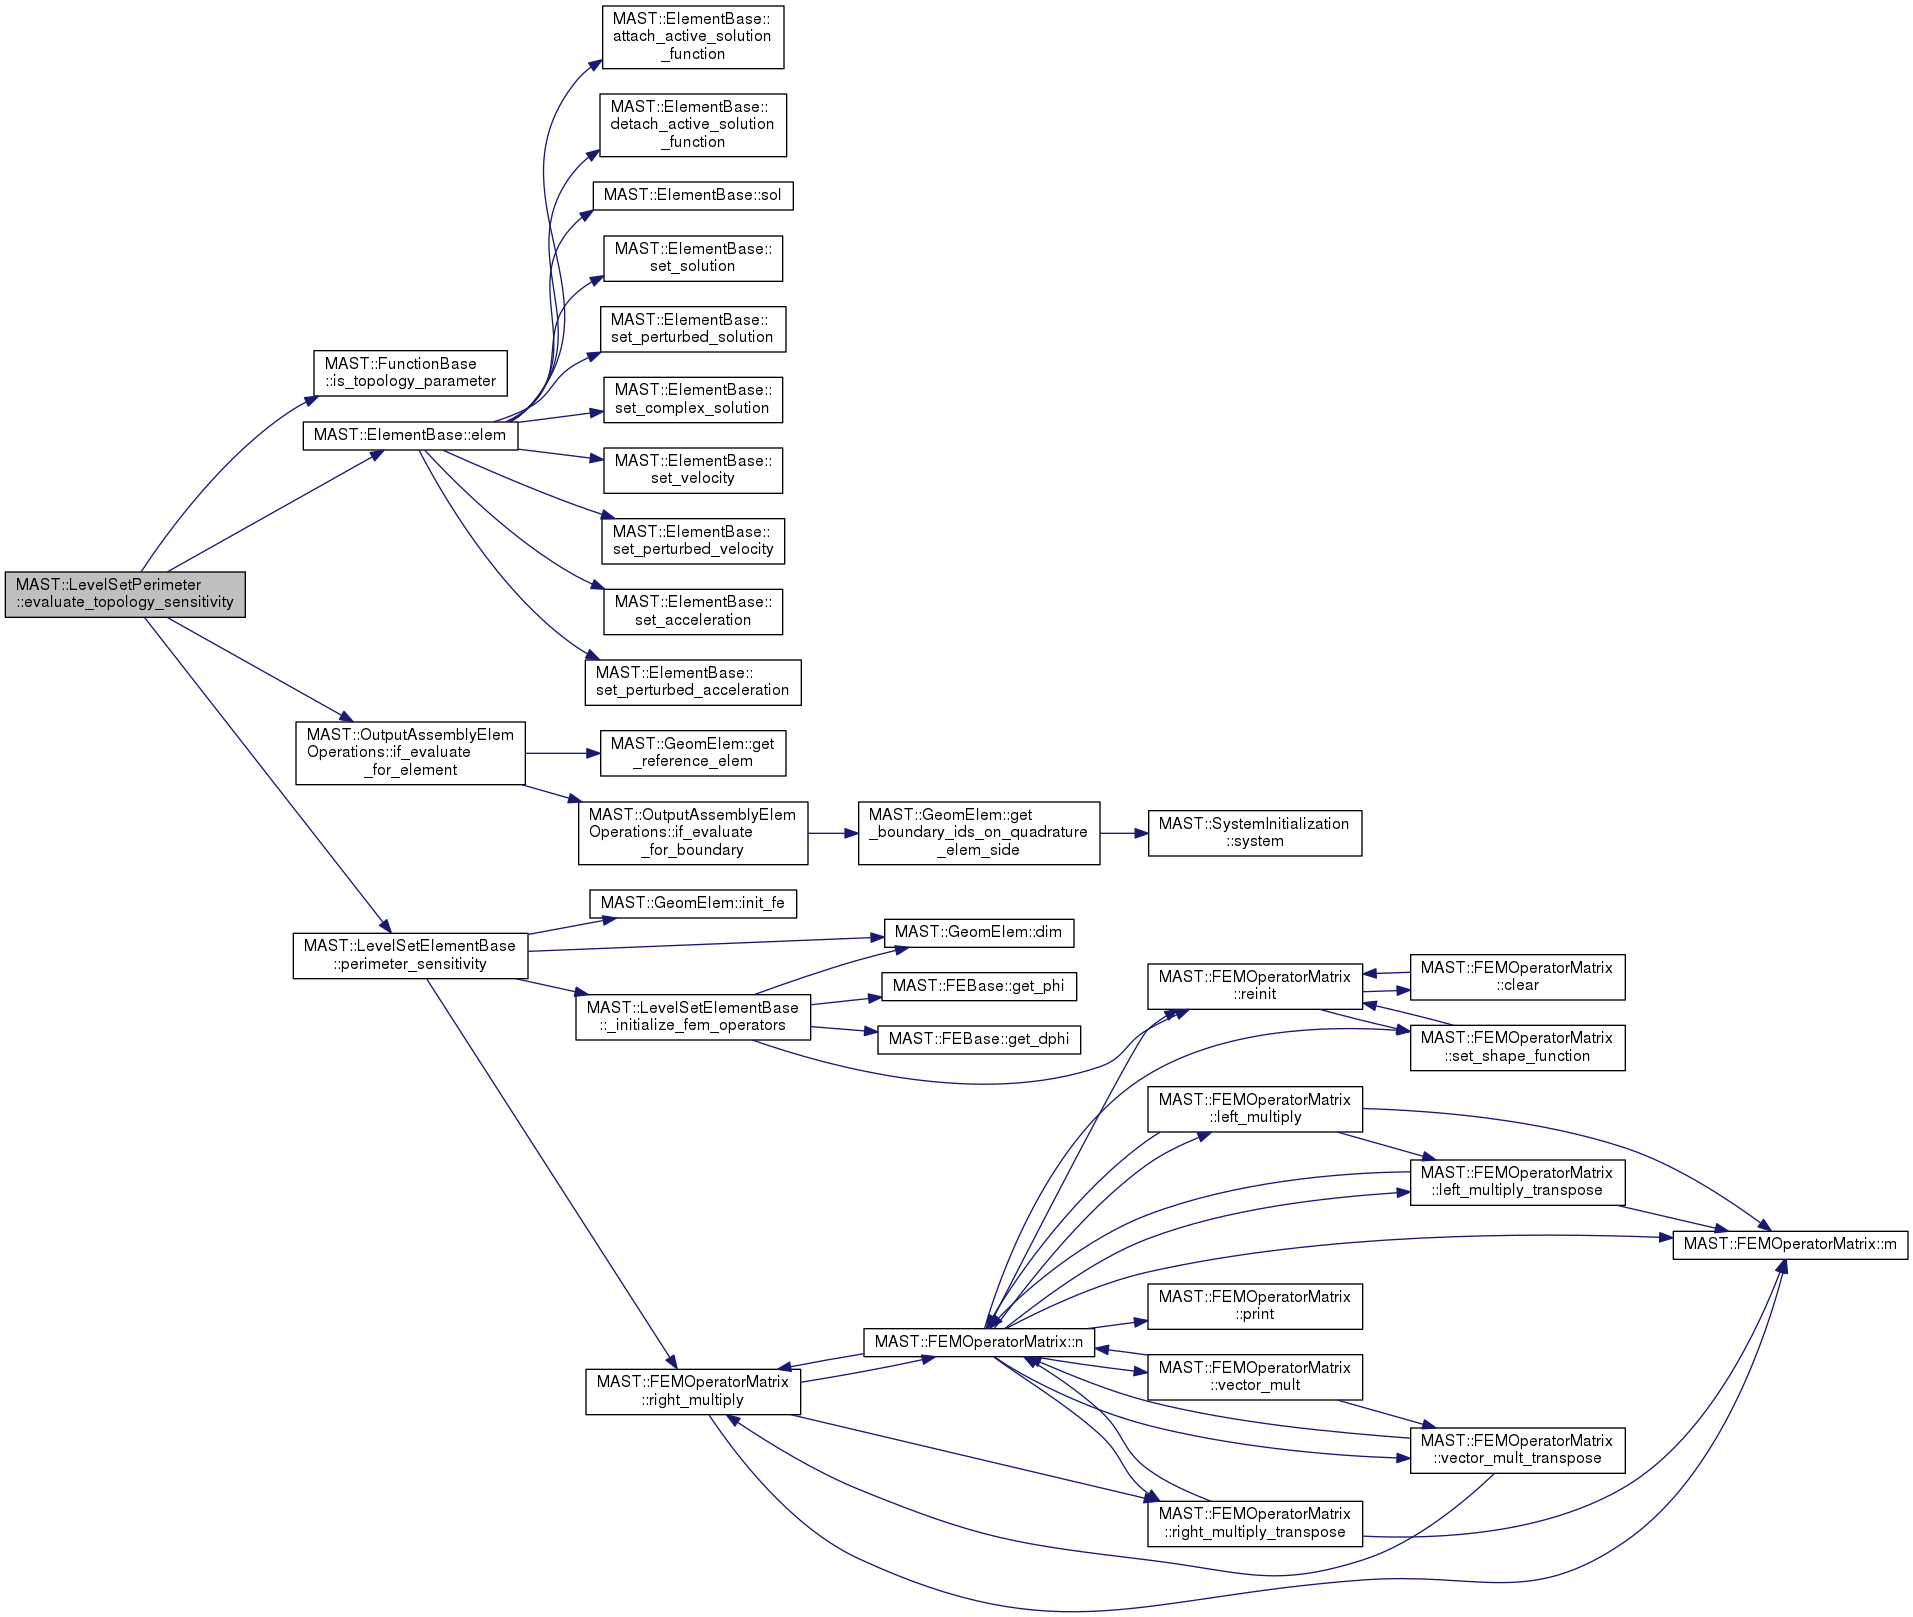 MAST::LevelSetPerimeter
::evaluate_topology_sensitivity
MAST::FunctionBase
::is_topology_parameter
MAST::ElementBase::elem
MAST::OutputAssemblyElem
Operations::if_evaluate
_for_element
MAST::LevelSetElementBase
::perimeter_sensitivity
MAST::ElementBase::
attach_active_solution
_function
MAST::ElementBase::
detach_active_solution
_function
MAST::ElementBase::sol
MAST::ElementBase::
set_solution
MAST::ElementBase::
set_perturbed_solution
MAST::ElementBase::
set_complex_solution
MAST::ElementBase::
set_velocity
MAST::ElementBase::
set_perturbed_velocity
MAST::ElementBase::
set_acceleration
MAST::ElementBase::
set_perturbed_acceleration
MAST::GeomElem::get
_reference_elem
MAST::OutputAssemblyElem
Operations::if_evaluate
_for_boundary
MAST::GeomElem::get
_boundary_ids_on_quadrature
_elem_side
MAST::SystemInitialization
::system
MAST::GeomElem::init_fe
MAST::GeomElem::dim
MAST::LevelSetElementBase
::_initialize_fem_operators
MAST::FEBase::get_phi
MAST::FEBase::get_dphi
MAST::FEMOperatorMatrix
::reinit
MAST::FEMOperatorMatrix
::clear
MAST::FEMOperatorMatrix
::set_shape_function
MAST::FEMOperatorMatrix
::left_multiply
MAST::FEMOperatorMatrix
::left_multiply_transpose
MAST::FEMOperatorMatrix::m
MAST::FEMOperatorMatrix
::print
MAST::FEMOperatorMatrix::n
MAST::FEMOperatorMatrix
::vector_mult
MAST::FEMOperatorMatrix
::right_multiply
MAST::FEMOperatorMatrix
::vector_mult_transpose
MAST::FEMOperatorMatrix
::right_multiply_transpose